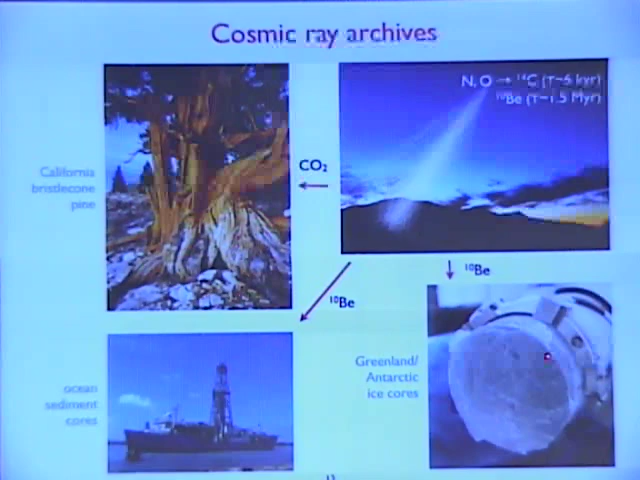 Cosmic ray archives
N, O → ¹⁴C (τ~6 kyr)
¹⁰Be (τ~1.5 Myr)
California
bristlecone
pine
CO₂
¹⁰Be
¹⁰Be
Greenland/
Antarctic
ice cores
ocean
sediment
cores